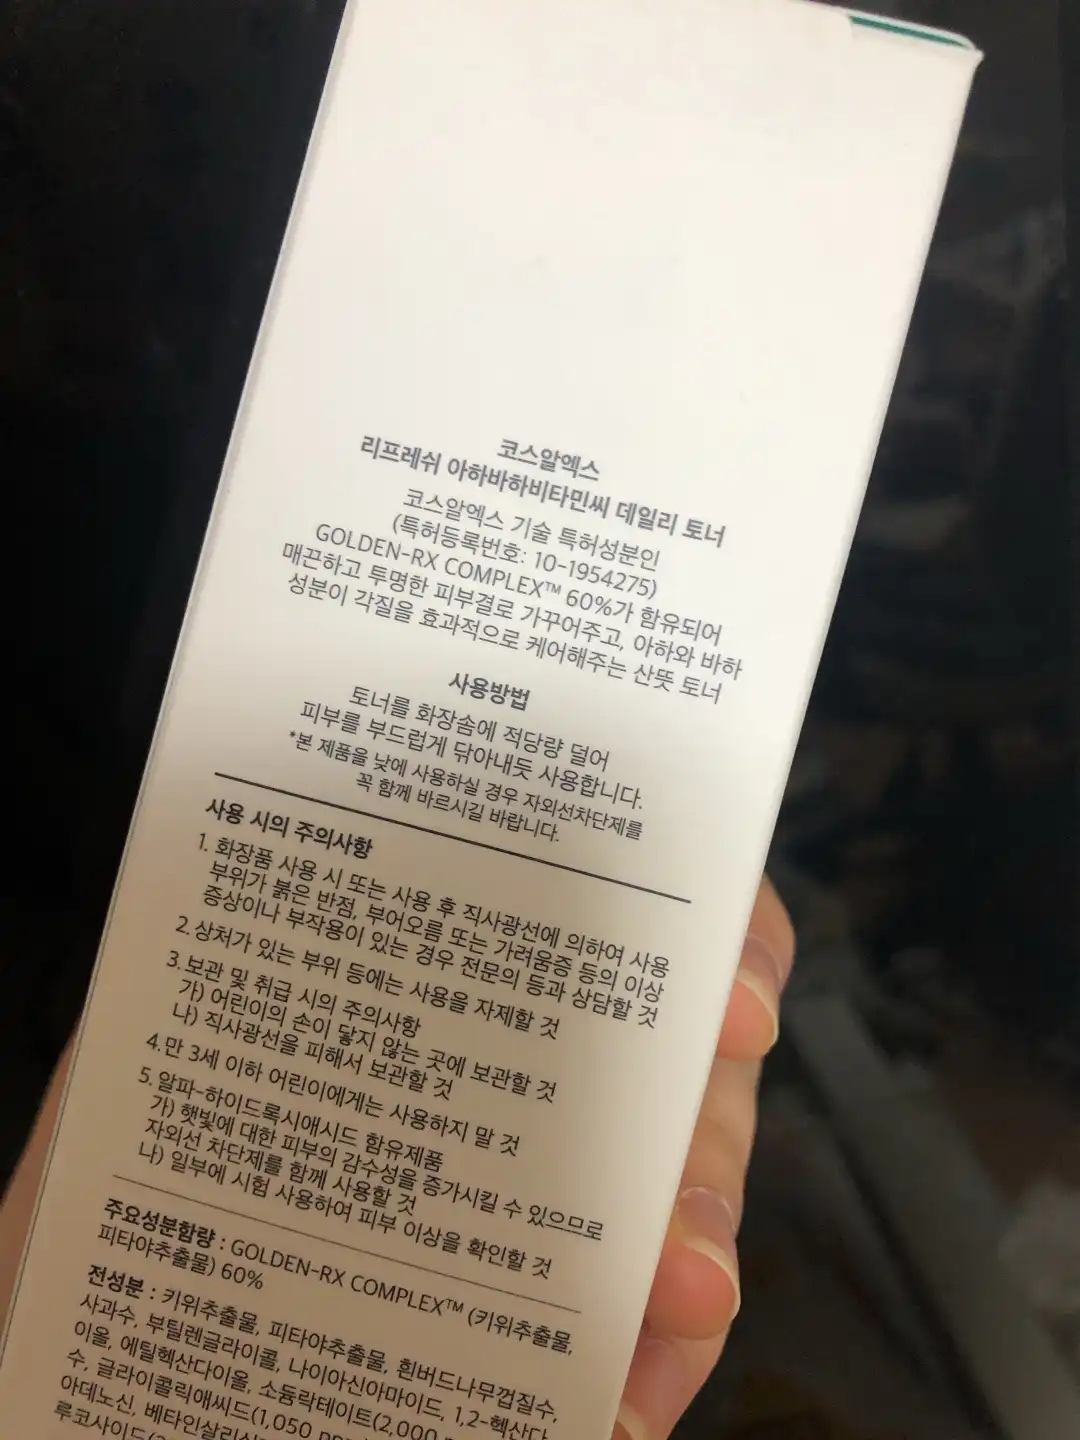 코스알엑스
리프레쉬 아하바하비타민씨 데일리 토너
코스알엑스 기술 특허성분인
(특허등록번호: 10-1954275)
GOLDEN-RX COMPLEX™ 60%가 함유되어
매끈하고 투명한 피부결로 가꾸어주고, 아하와 바하
성분이 각질을 효과적으로 케어해주는 산뜻 토너
사용방법
토너를 화장솜에 적당량 덜어
피부를 부드럽게 닦아내듯 사용합니다.
*본 제품을 낮에 사용하실 경우 자외선차단제를
꼭 함께 바르시길 바랍니다.
사용 시의 주의사항
1. 화장품 사용 시 또는 사용 후 직사광선에 의하여 사용
부위가 붉은 반점, 부어오름 또는 가려움증 등의 이상
증상이나 부작용이 있는 경우 전문의 등과 상담할 것
2. 상처가 있는 부위 등에는 사용을 자제할 것
3. 보관 및 취급 시의 주의사항
가) 어린이의 손이 닿지 않는 곳에 보관할 것
나) 직사광선을 피해서 보관할 것
4. 만 3세 이하 어린이에게는 사용하지 말 것
5. 알파-하이드록시애시드 함유제품
가) 햇빛에 대한 피부의 감수성을 증가시킬 수 있으므로
자외선 차단제를 함께 사용할 것
나) 일부에 시험 사용하여 피부 이상을 확인할 것
주요성분함량 : GOLDEN-RX COMPLEX™ (키위추출물,
피타야추출물) 60%
전성분 : 키위추출물, 피타야추출물, 흰버드나무껍질수,
사과수, 부틸렌글라이콜, 나이아신아마이드, 1,2-헥산다
이올, 에틸헥산다이올, 소듐락테이트(2,000
수, 글라이콜릭애씨드(1,050
아데노신, 베타인살리실
루코사이드